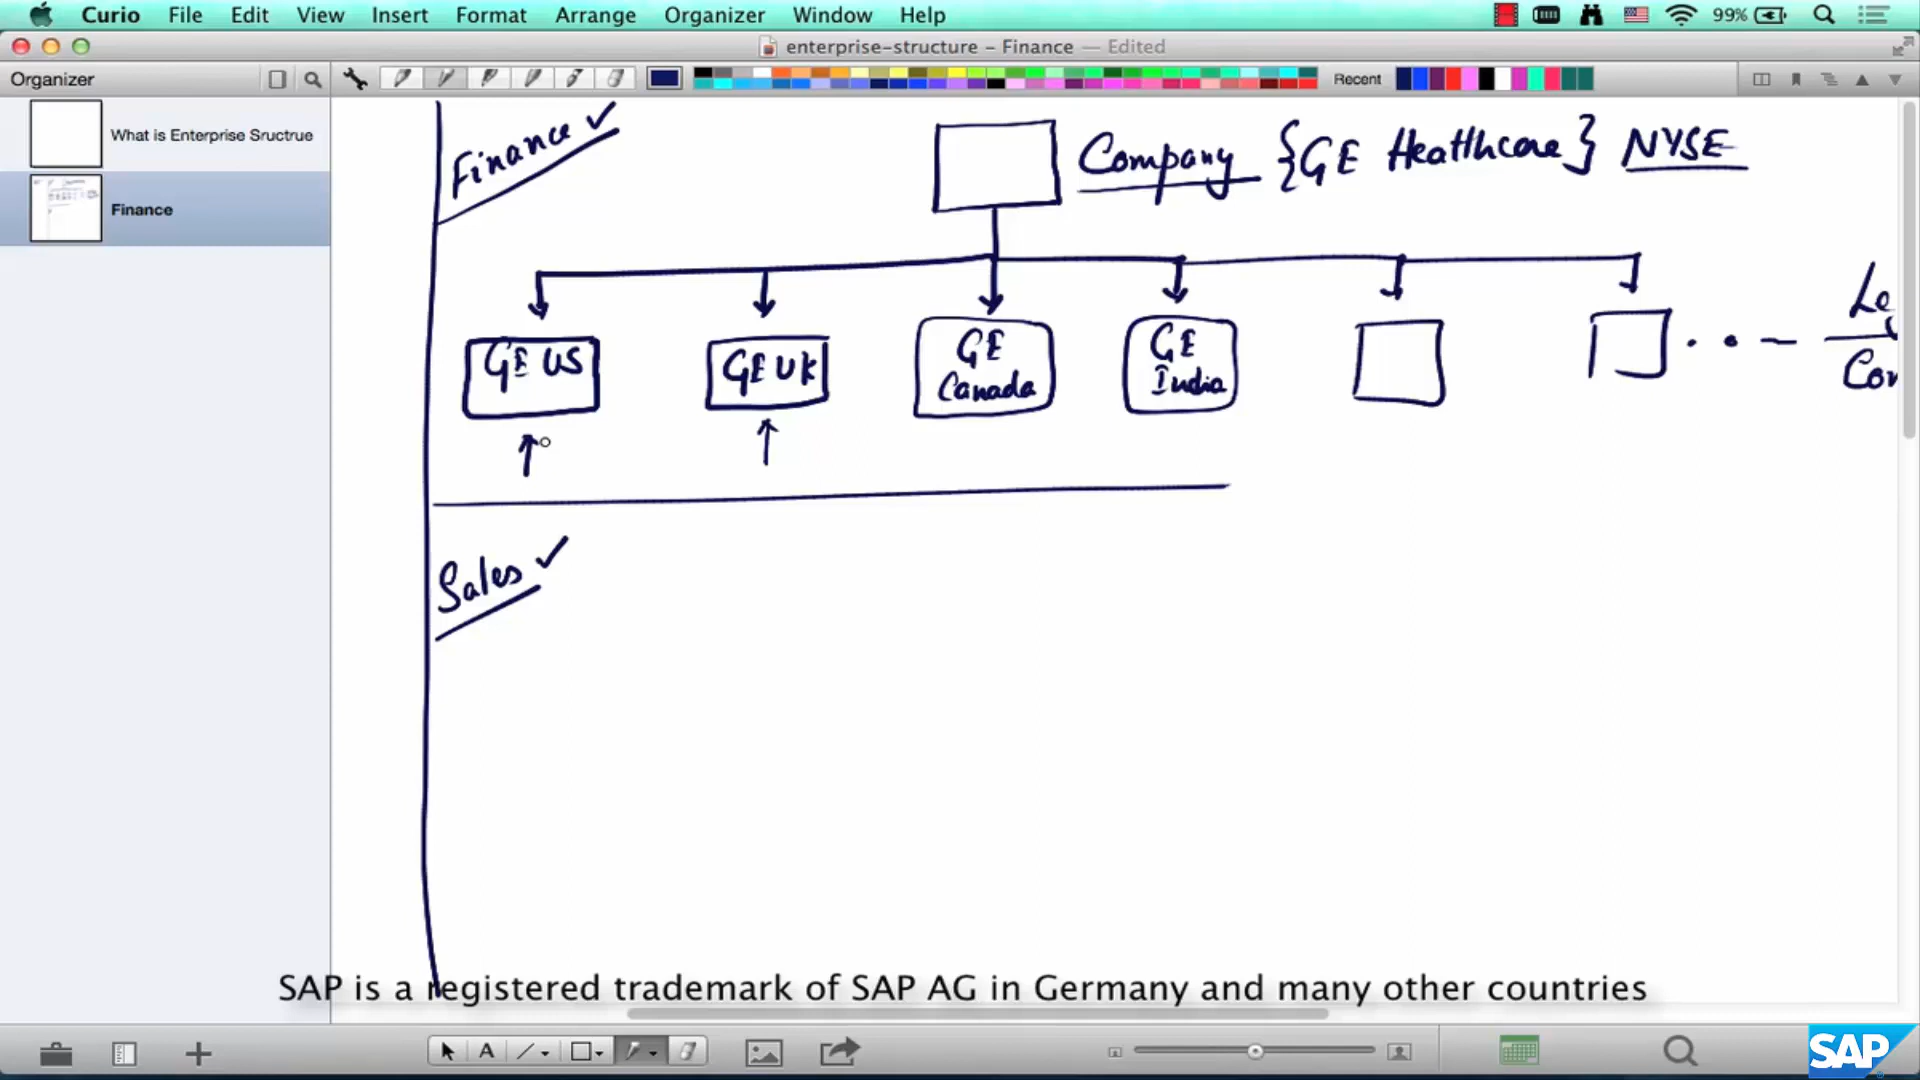 Curio File Edit View Insert Format Arrange Organizer Window Help 99%
enterprise-structure – Finance — Edited
Organizer
Recent
What is Enterprise Sructrue
Finance
Finance ✓
Company {GE Healthcare} NYSE
GE US
GE UK
GE
Canada
GE
India
Sales ✓
SAP is a registered trademark of SAP AG in Germany and many other countries
A
SAP